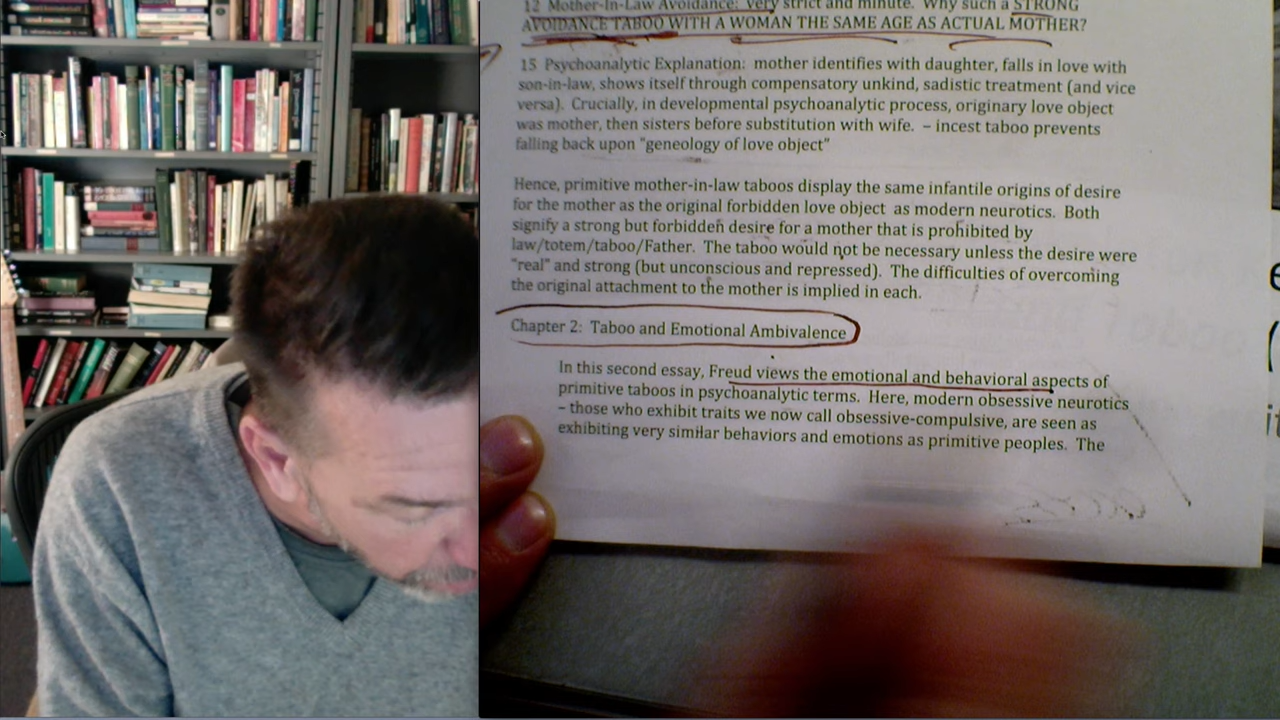 12 Mother-In-Law Avoidance: Very strict and minute. Why such a STRONG
AVOIDANCE TABOO WITH A WOMAN THE SAME AGE AS ACTUAL MOTHER?
15 Psychoanalytic Explanation: mother identifies with daughter, falls in love with
son-in-law, shows itself through compensatory unkind, sadistic treatment (and vice
versa). Crucially, in developmental psychoanalytic process, originary love object
was mother, then sisters before substitution with wife. – incest taboo prevents
falling back upon "geneology of love object"
Hence, primitive mother-in-law taboos display the same infantile origins of desire
for the mother as the original forbidden love object as modern neurotics. Both
signify a strong but forbidden desire for a mother that is prohibited by
law/totem/taboo/Father. The taboo would not be necessary unless the desire were
"real" and strong (but unconscious and repressed). The difficulties of overcoming
the original attachment to the mother is implied in each.
Chapter 2: Taboo and Emotional Ambivalence
In this second essay, Freud views the emotional and behavioral aspects of
primitive taboos in psychoanalytic terms. Here, modern obsessive neurotics
– those who exhibit traits we now call obsessive-compulsive, are seen as
exhibiting very similar behaviors and emotions as primitive peoples. The